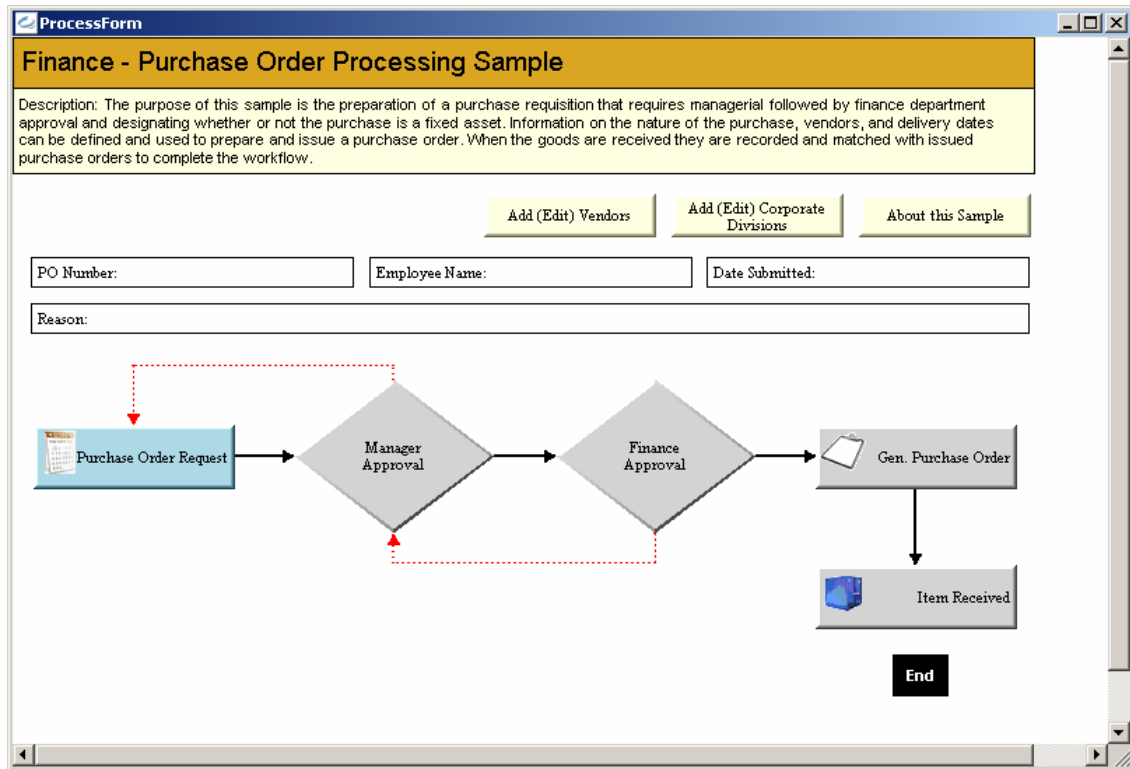 ProcessForm
Finance - Purchase Order Processing Sample
Description: The purpose of this sample is the preparation of a purchase requisition that requires managerial followed by finance department
approval and designating whether or not the purchase is a fixed asset. Information on the nature of the purchase, vendors, and delivery dates
can be defined and used to prepare and issue a purchase order. When the goods are received they are recorded and matched with issued
purchase orders to complete the workflow.
Add (Edit) Vendors
Add (Edit) Corporate
Divisions
About this Sample
PO Number:
Employee Name:
Date Submitted:
Reason:
Purchase Order Request
Manager
Approval
Finance
Approval
Gen. Purchase Order
Item Received
End